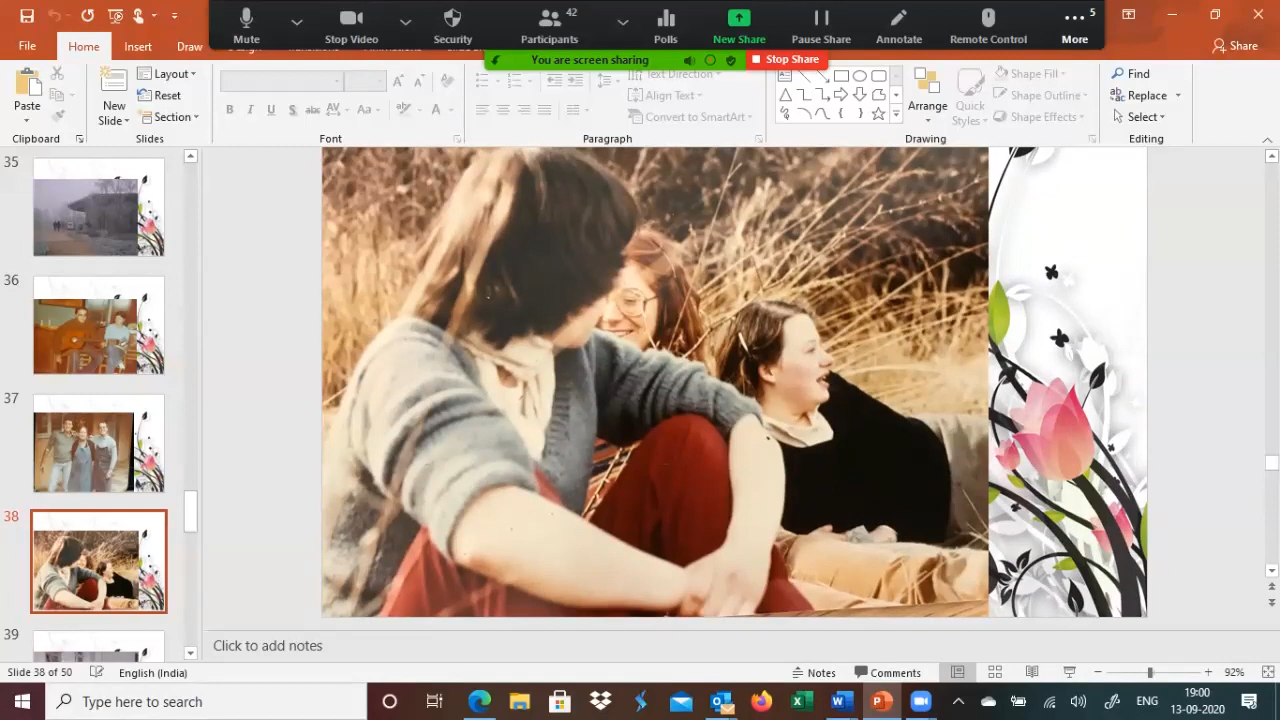 Mute
Stop Video
Security
42
Participants
Polls
New Share
Pause Share
Annotate
Remote Control
5
More
You are screen sharing
Stop Share
File
Home
Insert
Draw
Share
Paste
Clipboard
New
Slide
Layout
Reset
Section
Slides
B I U S abc AV Aa A
Font
Text Direction
Align Text
Convert to SmartArt
Paragraph
Arrange
Quick
Styles
Shape Fill
Shape Outline
Shape Effects
Drawing
Find
Replace
Select
Editing
35
36
37
38
39
Click to add notes
Slide 38 of 50
English (India)
Notes
Comments
92%
Type here to search
ENG
19:00
13-09-2020